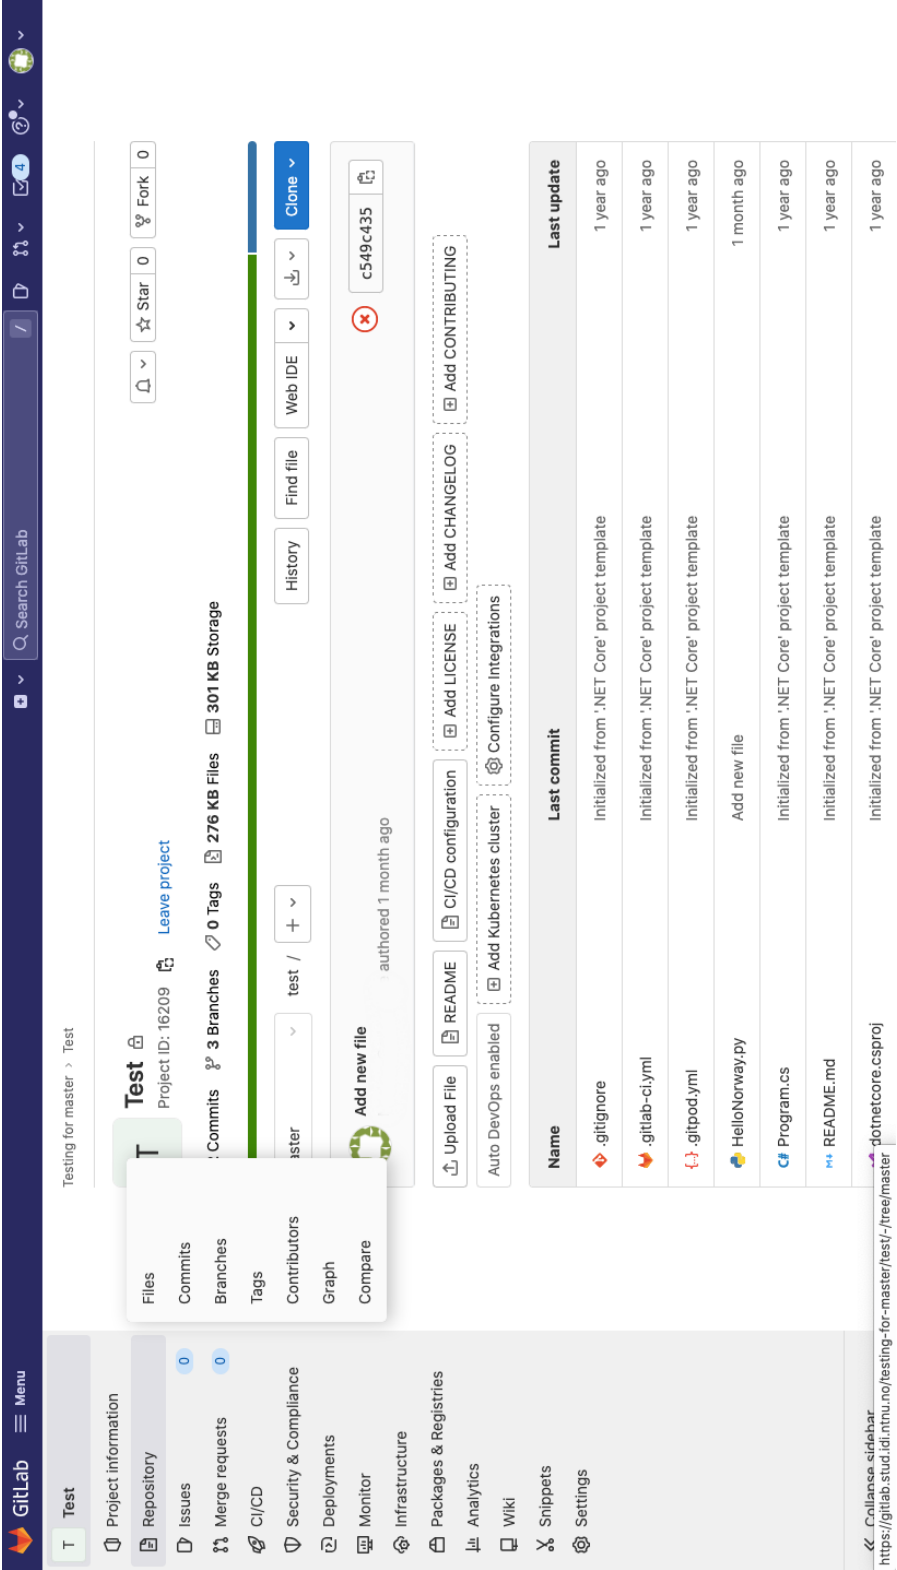 GitLab Menu Search GitLab / 4
T Test
Project information
Repository
Issues 0
Merge requests 0
CI/CD
Security & Compliance
Deployments
Monitor
Infrastructure
Packages & Registries
Analytics
Wiki
Snippets
Settings
Collapse sidebar
Files
Commits
Branches
Tags
Contributors
Graph
Compare
Testing for master > Test
T Test
Project ID: 16209 Leave project
Star 0 Fork 0
Commits 3 Branches 0 Tags 276 KB Files 301 KB Storage
aster test / + History Find file Web IDE Clone
Add new file
authored 1 month ago
c549c435
Upload File README CI/CD configuration Add LICENSE Add CHANGELOG Add CONTRIBUTING
Auto DevOps enabled Add Kubernetes cluster Configure Integrations
Name Last commit Last update
.gitignore Initialized from '.NET Core' project template 1 year ago
.gitlab-ci.yml Initialized from '.NET Core' project template 1 year ago
.gitpod.yml Initialized from '.NET Core' project template 1 year ago
HelloNorway.py Add new file 1 month ago
C# Program.cs Initialized from '.NET Core' project template 1 year ago
M↓ README.md Initialized from '.NET Core' project template 1 year ago
dotnetcore.csproj Initialized from '.NET Core' project template 1 year ago
https://gitlab.stud.idi.ntnu.no/testing-for-master/test/-/tree/master